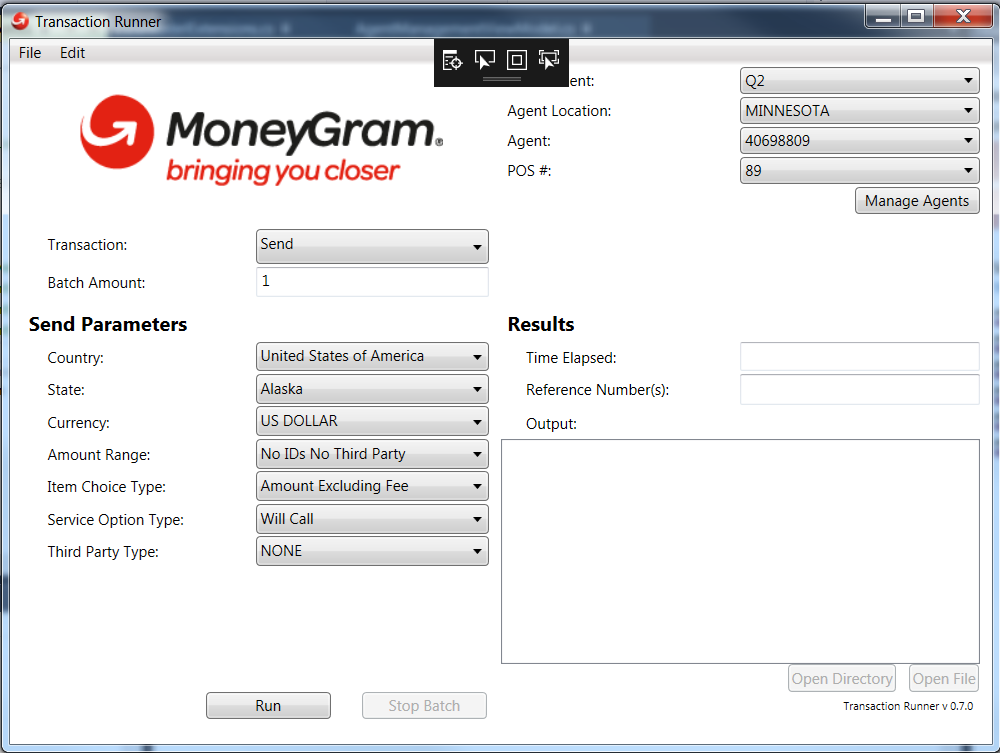 Transaction Runner
File Edit
MoneyGram®
bringing you closer
Q2
Agent Location: MINNESOTA
Agent: 40698809
POS #: 89
Manage Agents
Transaction: Send
Batch Amount: 1
Send Parameters
Country: United States of America
State: Alaska
Currency: US DOLLAR
Amount Range: No IDs No Third Party
Item Choice Type: Amount Excluding Fee
Service Option Type: Will Call
Third Party Type: NONE
Results
Time Elapsed:
Reference Number(s):
Output:
Open Directory Open File
Run Stop Batch
Transaction Runner v 0.7.0